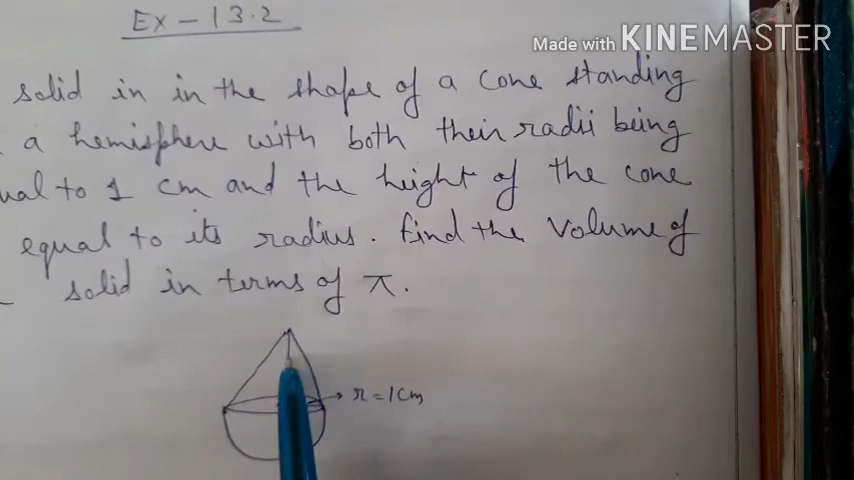 Ex - 13.2
Made with KINEMASTER
solid in in the shape of a cone standing
a hemisphere with both their radii being
ual to 1 cm and the height of the cone
equal to its radius. find the volume of
solid in terms of π.
r = 1 cm